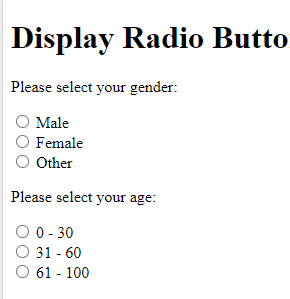 Display Radio Butto
Please select your gender:
Male
Female
Other
Please select your age:
0 - 30
31 - 60
61 - 100